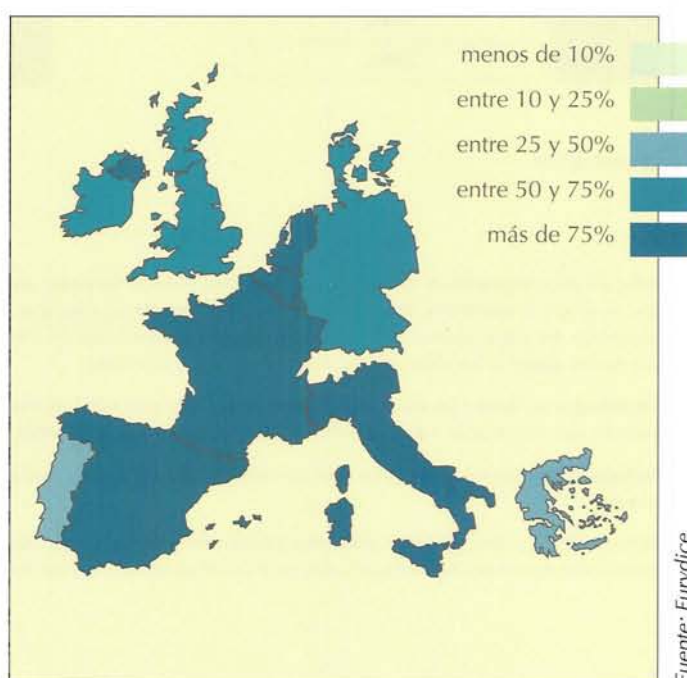 menos de 10%
entre 10 y 25%
entre 25 y 50%
entre 50 y 75%
más de 75%
Fuente: Eurydice